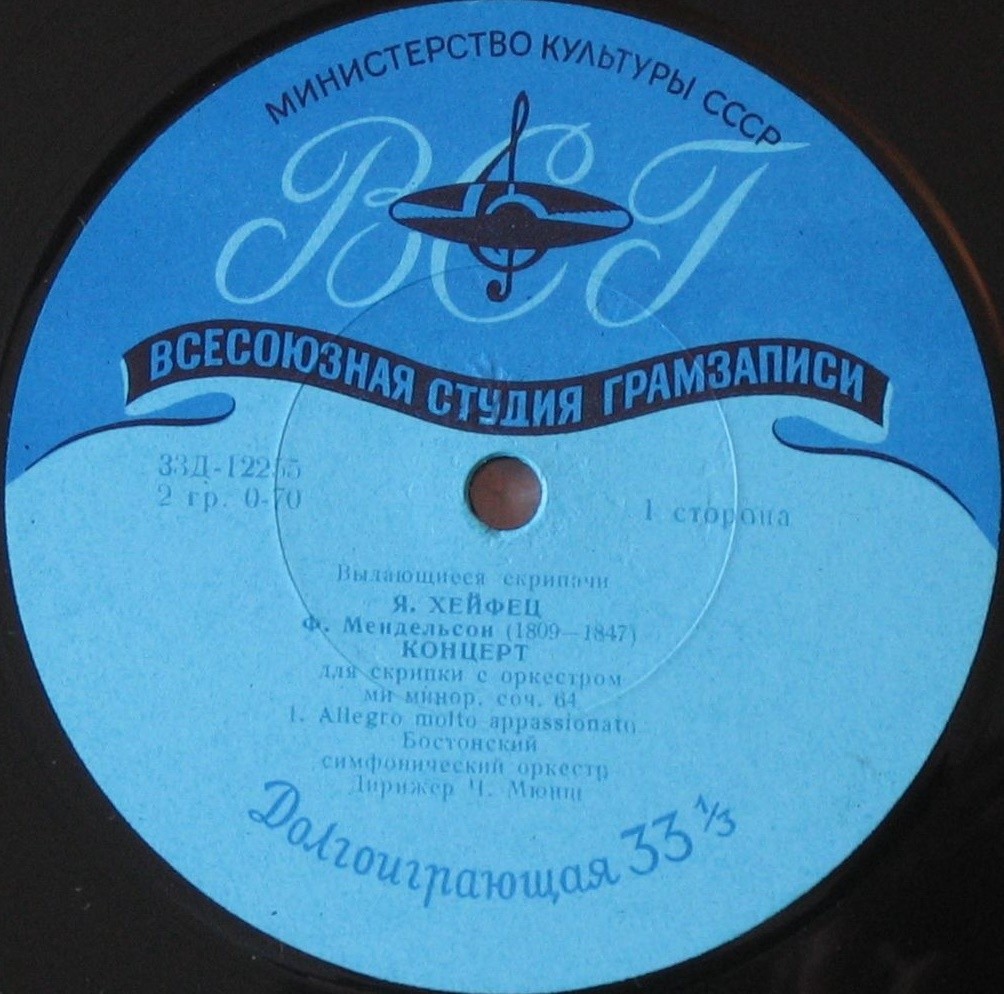 МИНИСТЕРСТВО КУЛЬТУРЫ СССР
ВСГ
ВСЕСОЮЗНАЯ СТУДИЯ ГРАМЗАПИСИ
33Д-12255
2 гр. 0-70
1 сторона
Выдающиеся скрипачи
Я. ХЕЙФЕЦ
Ф. Мендельсон (1809—1847)
КОНЦЕРТ
для скрипки с оркестром
ми минор, соч. 64
1. Allegro molto appassionato
Бостонский
симфонический оркестр
Дирижер Ч. Мюнш
Долгоиграющая 33 1/3